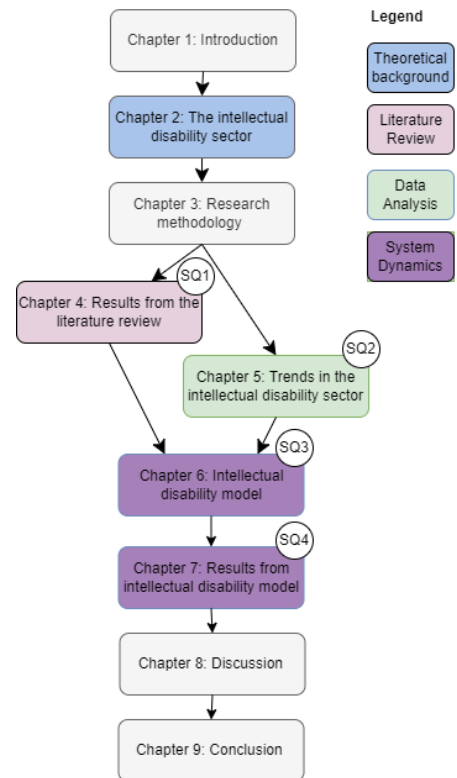 Legend
Chapter 1: Introduction
Theoretical
background
Chapter 2: The intellectual
disability sector
Literature
Review
Chapter 3: Research
methodology
Data
Analysis
System
Dynamics
SQ1
Chapter 4: Results from the
literature review
SQ2
Chapter 5: Trends in the
intellectual disability sector
SQ3
Chapter 6: Intellectual
disability model
SQ4
Chapter 7: Results from
intellectual disability model
Chapter 8: Discussion
Chapter 9: Conclusion